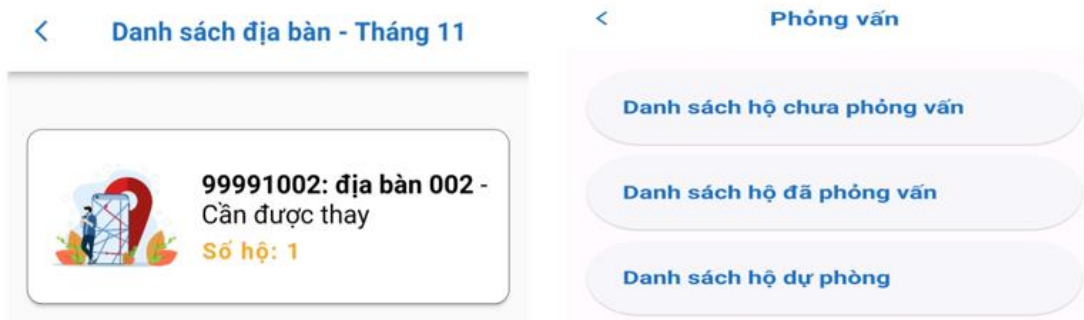 Danh sách địa bàn - Tháng 11
99991002: địa bàn 002 -
Cần được thay
Số hộ: 1
Phỏng vấn
Danh sách hộ chưa phỏng vấn
Danh sách hộ đã phỏng vấn
Danh sách hộ dự phòng